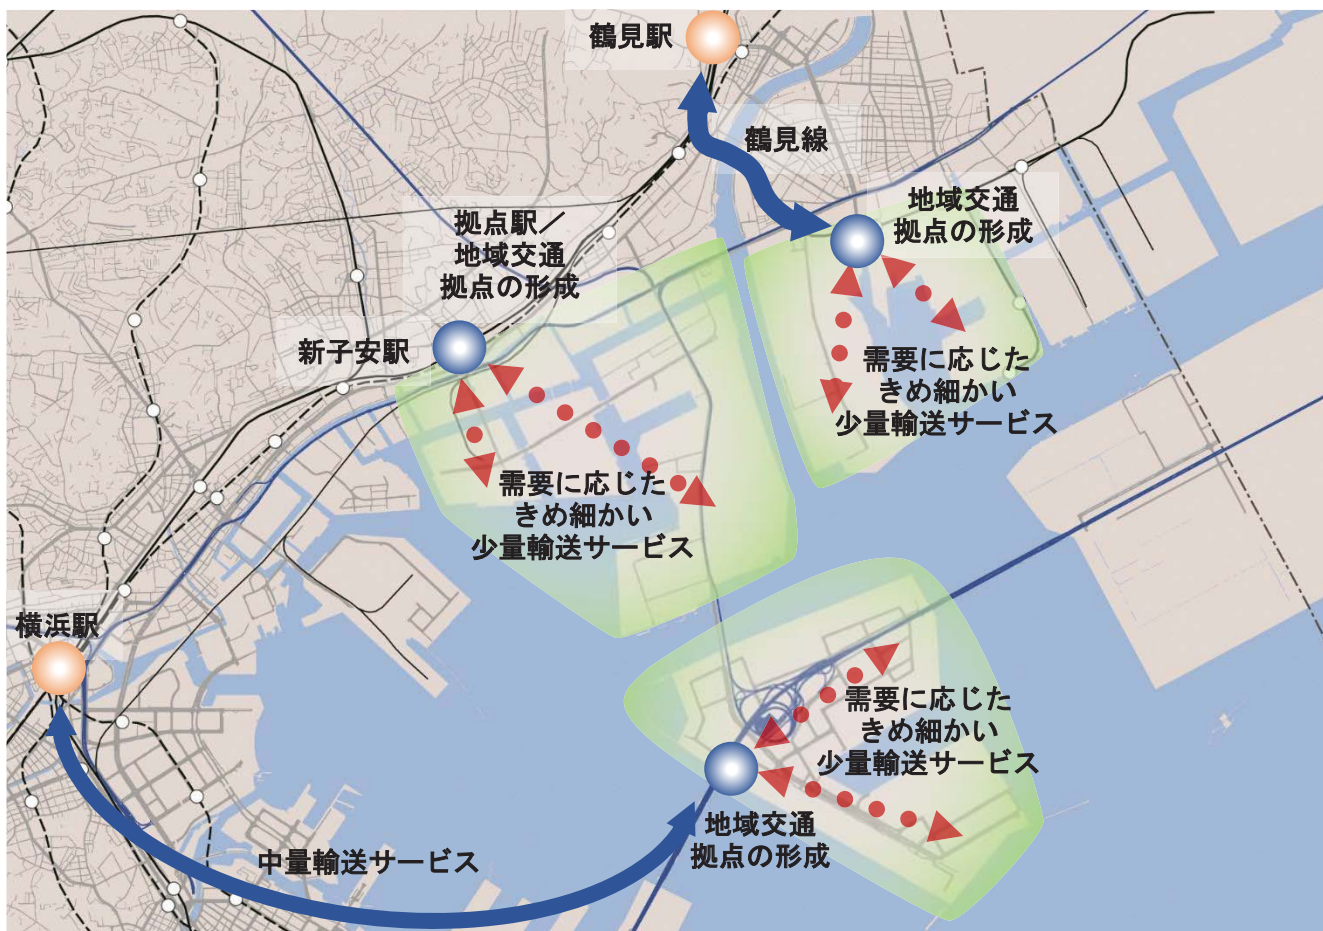 鶴見駅
鶴見線
地域交通
拠点の形成
拠点駅／
地域交通
拠点の形成
新子安駅
需要に応じた
きめ細かい
少量輸送サービス
需要に応じた
きめ細かい
少量輸送サービス
横浜駅
需要に応じた
きめ細かい
少量輸送サービス
地域交通
拠点の形成
中量輸送サービス